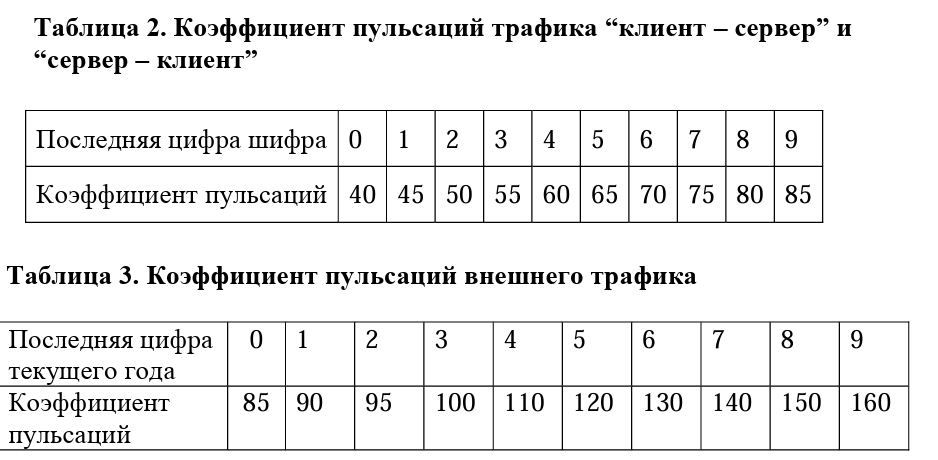 Таблица 2. Коэффициент пульсаций трафика “клиент – сервер” и
“сервер – клиент”
Последняя цифра шифра 0 1 2 3 4 5 6 7 8 9
Коэффициент пульсаций 40 45 50 55 60 65 70 75 80 85
Таблица 3. Коэффициент пульсаций внешнего трафика
Последняя цифра 0 1 2 3 4 5 6 7 8 9
текущего года
Коэффициент 85 90 95 100 110 120 130 140 150 160
пульсаций